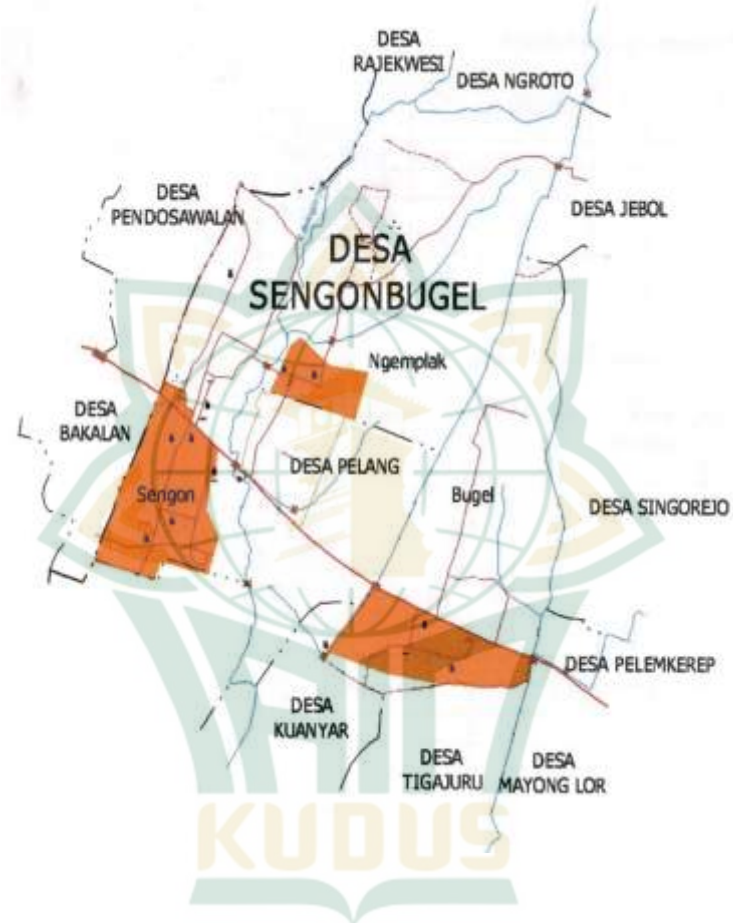 DESA
RAJEKWESI
DESA NGROTO
DESA
PENDOSAWALAN
DESA JEBOL
DESA
SENGONBUGEL
Ngemplak
DESA
BAKALAN
DESA PELANG
Sengon
Bugel
DESA SINGOREJO
DESA PELEMKEREP
DESA
KUANYAR
DESA
TIGAJURU
DESA
MAYONG LOR
KUDUS